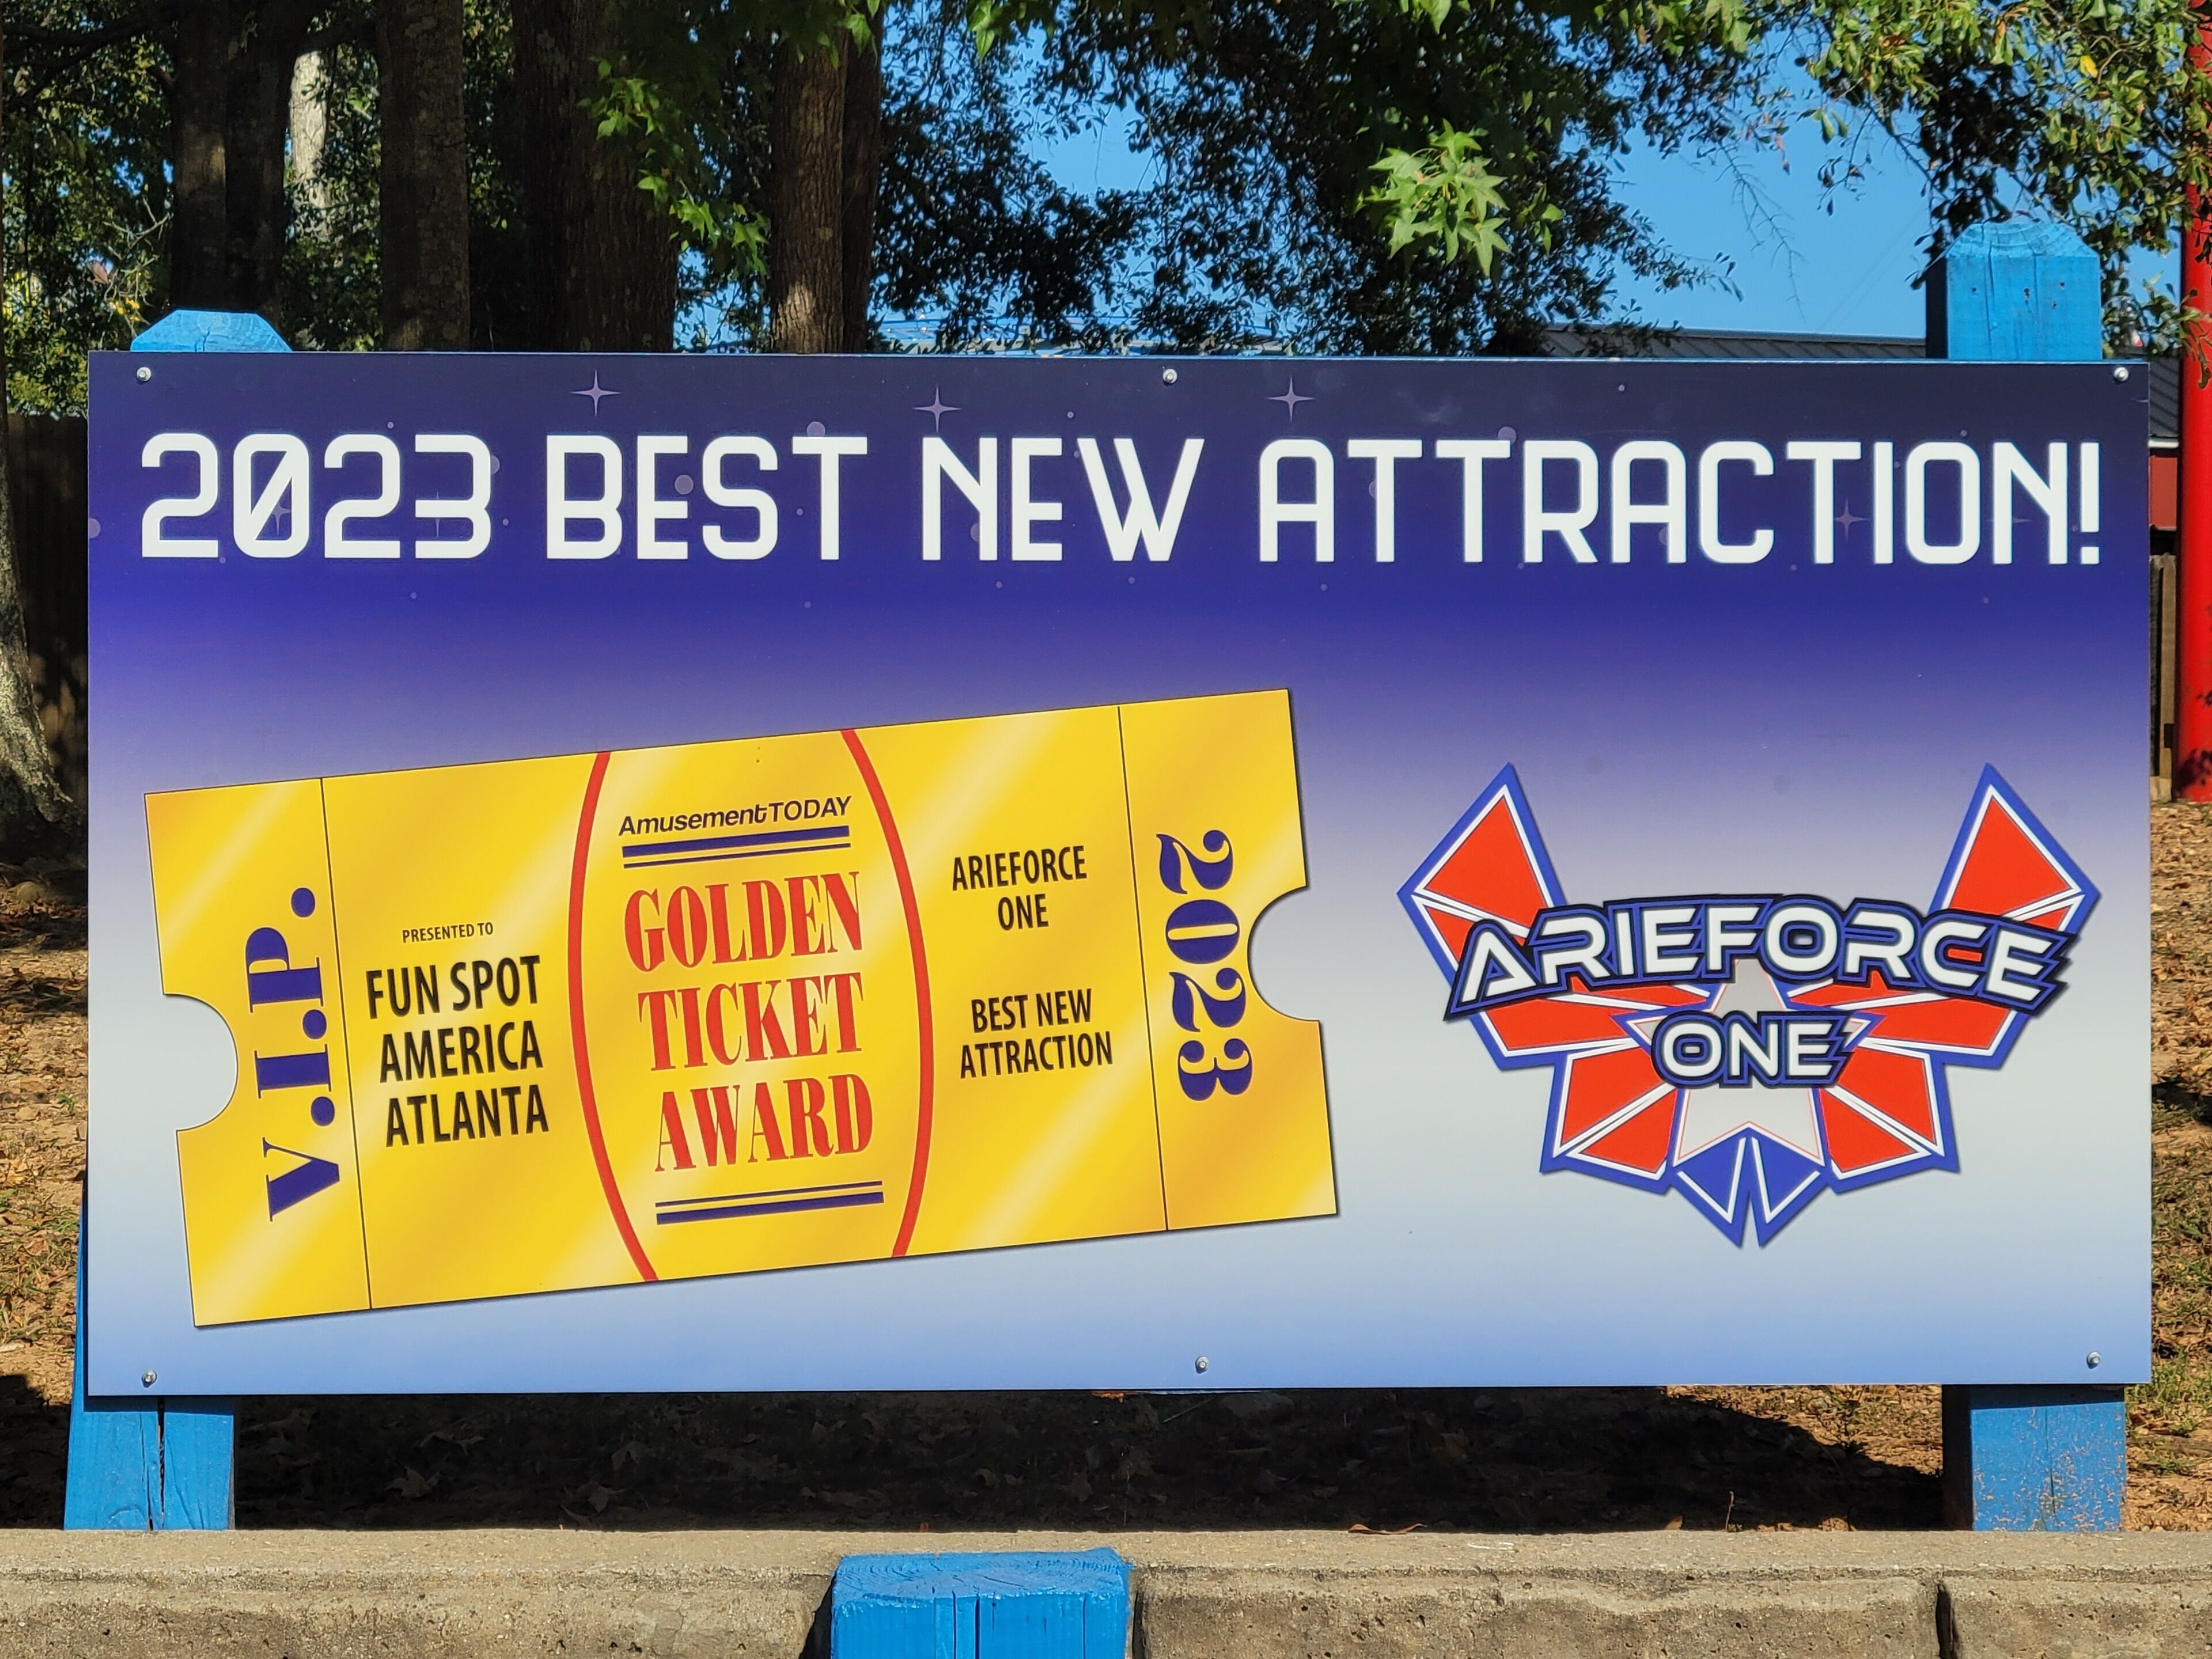 2023 BEST NEW ATTRACTION!
V.I.P.
PRESENTED TO
FUN SPOT
AMERICA
ATLANTA
AmusementTODAY
GOLDEN
TICKET
AWARD
ARIEFORCE
ONE
BEST NEW
ATTRACTION
2023
ARIEFORCE
ONE